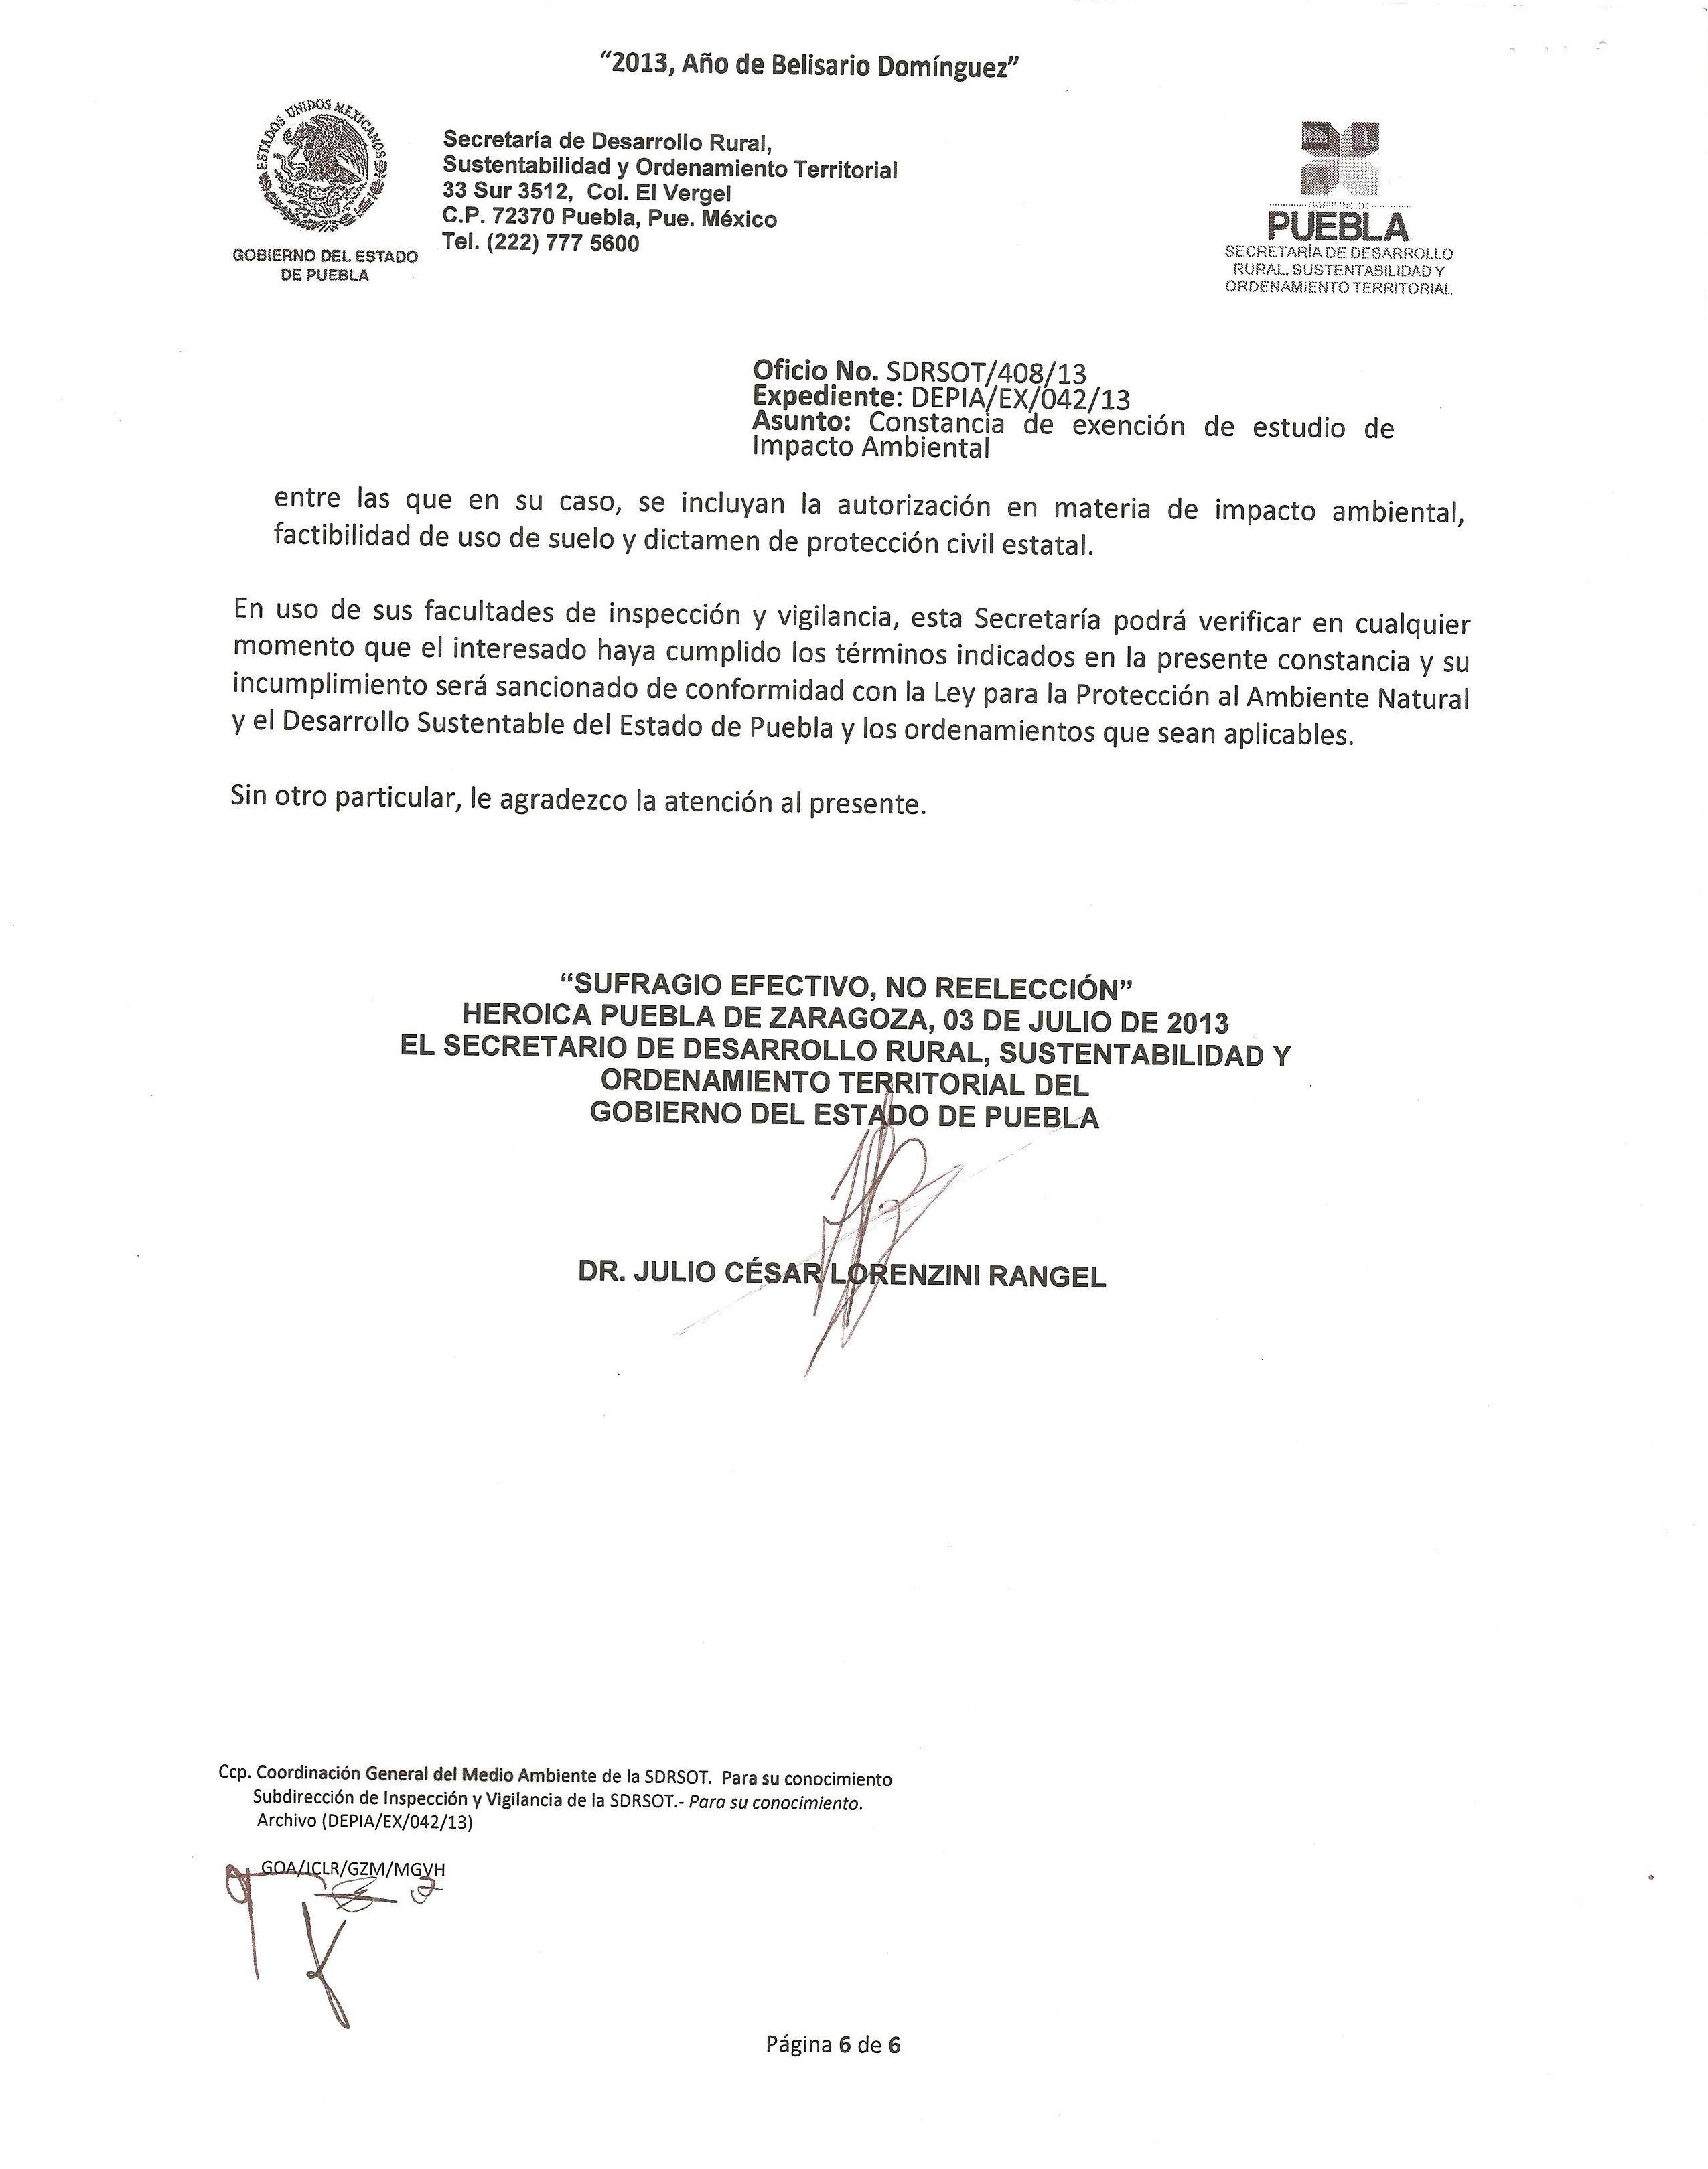 “2013, Año de Belisario Domínguez”
ESTADOS UNIDOS MEXICANOS
GOBIERNO DEL ESTADO
DE PUEBLA
Secretaría de Desarrollo Rural,
Sustentabilidad y Ordenamiento Territorial
33 Sur 3512, Col. El Vergel
C.P. 72370 Puebla, Pue. México
Tel. (222) 777 5600
GOBIERNO DE
PUEBLA
SECRETARÍA DE DESARROLLO
RURAL, SUSTENTABILIDAD Y
ORDENAMIENTO TERRITORIAL
Oficio No. SDRSOT/408/13
Expediente: DEPIA/EX/042/13
Asunto: Constancia de exención de estudio de
Impacto Ambiental
entre las que en su caso, se incluyan la autorización en materia de impacto ambiental,
factibilidad de uso de suelo y dictamen de protección civil estatal.
En uso de sus facultades de inspección y vigilancia, esta Secretaría podrá verificar en cualquier
momento que el interesado haya cumplido los términos indicados en la presente constancia y su
incumplimiento será sancionado de conformidad con la Ley para la Protección al Ambiente Natural
y el Desarrollo Sustentable del Estado de Puebla y los ordenamientos que sean aplicables.
Sin otro particular, le agradezco la atención al presente.
“SUFRAGIO EFECTIVO, NO REELECCIÓN”
HEROICA PUEBLA DE ZARAGOZA, 03 DE JULIO DE 2013
EL SECRETARIO DE DESARROLLO RURAL, SUSTENTABILIDAD Y
ORDENAMIENTO TERRITORIAL DEL
GOBIERNO DEL ESTADO DE PUEBLA
DR. JULIO CÉSAR LORENZINI RANGEL
Ccp. Coordinación General del Medio Ambiente de la SDRSOT. Para su conocimiento
Subdirección de Inspección y Vigilancia de la SDRSOT.- Para su conocimiento.
Archivo (DEPIA/EX/042/13)
GOA/JCLR/GZM/MGVH
Página 6 de 6